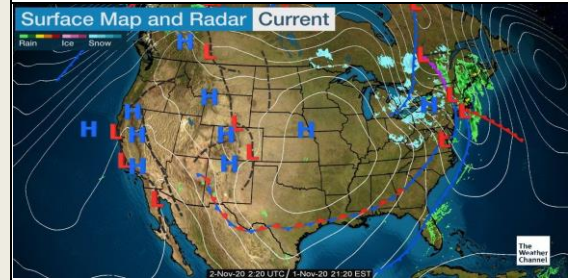 Surface Map and Radar Current
Rain Ice Snow
H
L
H
H
L
H
L
H
L
H
H
L
H
L
H
L
H
L
L
L
L
2-Nov-20 2:20 UTC / 1-Nov-20 21:20 EST
The
Weather
Channel